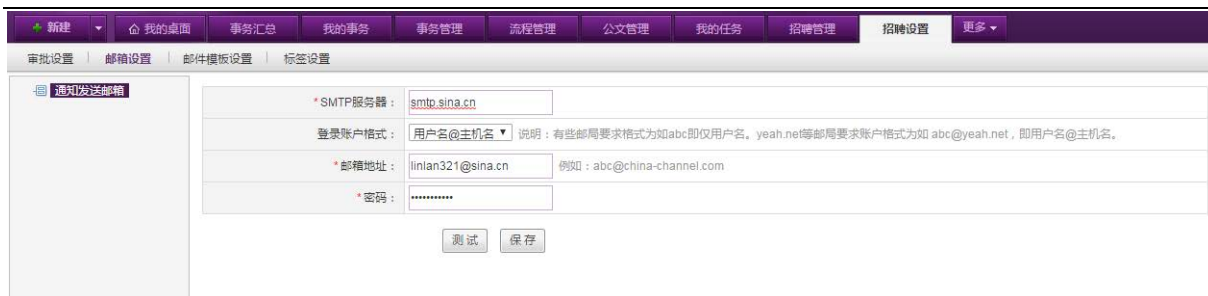 新建 我的桌面 事务汇总 我的事务 事务管理 流程管理 公文管理 我的任务 招聘管理 招聘设置 更多
审批设置 邮箱设置 邮件模板设置 标签设置
通知发送邮箱
*SMTP服务器： smtp.sina.cn
登录账户格式： 用户名@主机名 说明：有些邮局要求格式为如abc即仅用户名。yeah.net等邮局要求账户格式为如 abc@yeah.net，即用户名@主机名。
*邮箱地址： linlan321@sina.cn 例如：abc@china-channel.com
*密码： •••••••••••
测试 保存